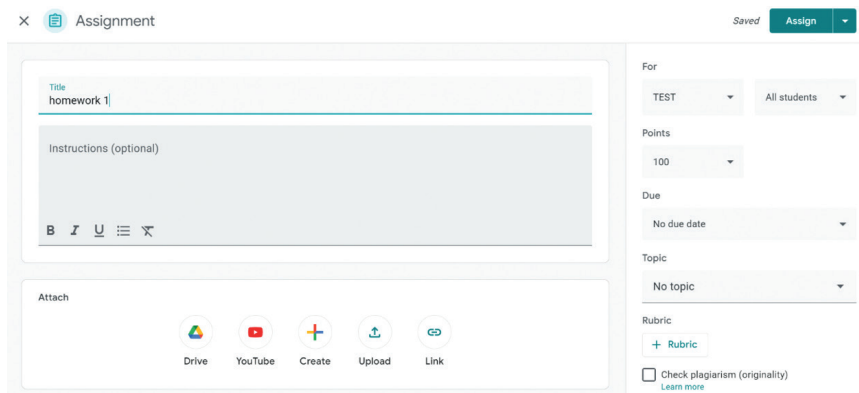 Assignment
Saved
Assign
Title
homework 1
Instructions (optional)
B I U
Attach
Drive YouTube Create Upload Link
For
TEST All students
Points
100
Due
No due date
Topic
No topic
Rubric
+ Rubric
Check plagiarism (originality)
Learn more